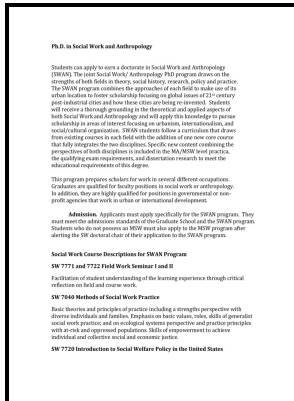 Ph.D. in Social Work and Anthropology
Students can apply to earn a doctorate in Social Work and Anthropology
(SWAN). The joint Social Work/ Anthropology PhD program draws on the
strengths of both fields in theory, social history, research, policy and practice.
The SWAN program combines the approaches of each field to make use of its
urban location to foster scholarship focusing on global issues of 21st century
post-industrial cities and how these cities are being re-invented. Students
will receive a thorough grounding in the theoretical and applied aspects of
both Social Work and Anthropology and will apply this knowledge to pursue
scholarship in areas of interest focusing on urbanism, internationalism, and
social/cultural organization. SWAN students follow a curriculum that draws
from existing courses in each field with the addition of one new core course
that fully integrates the two disciplines. Specific new content combining the
perspectives of both disciplines is included in the MA/MSW level practica,
the qualifying exam requirements, and dissertation research to meet the
educational requirements of this degree.
This program prepares scholars for work in several different occupations.
Graduates are qualified for faculty positions in social work or anthropology.
In addition, they are highly qualified for positions in governmental or non-
profit agencies that work in urban or international development.
Admission. Applicants must apply specifically for the SWAN program. They
must meet the admissions standards of the Graduate School and the SWAN program.
Students who do not possess an MSW must also apply to the MSW program after
alerting the SW doctoral chair of their application to the SWAN program.
Social Work Course Descriptions for SWAN Program
SW 7771 and 7722 Field Work Seminar I and II
Facilitation of student understanding of the learning experience through critical
reflection on field and course work.
SW 7040 Methods of Social Work Practice
Basic theories and principles of practice including a strengths perspective with
diverse individuals and families. Emphasis on basic values, roles, skills of generalist
social work practice; and on ecological systems perspective and practice principles
with at-risk and oppressed populations. Skills of empowerment to achieve
individual and collective social and economic justice.
SW 7720 Introduction to Social Welfare Policy in the United States